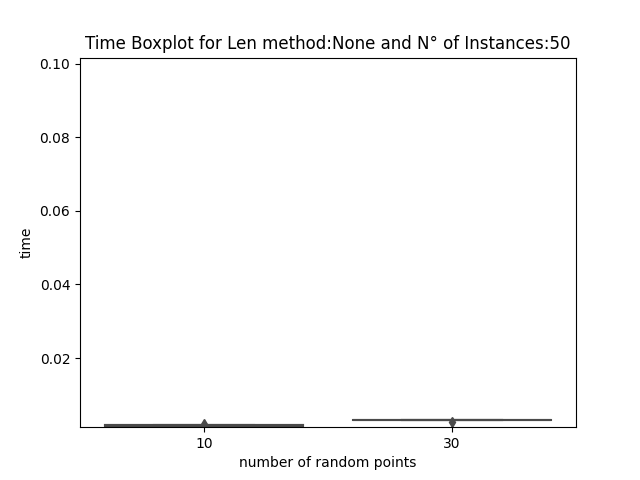 Time Boxplot for Len method:None and N° of Instances:50
0.10
0.08
0.06
0.04
0.02
time
10 30
number of random points